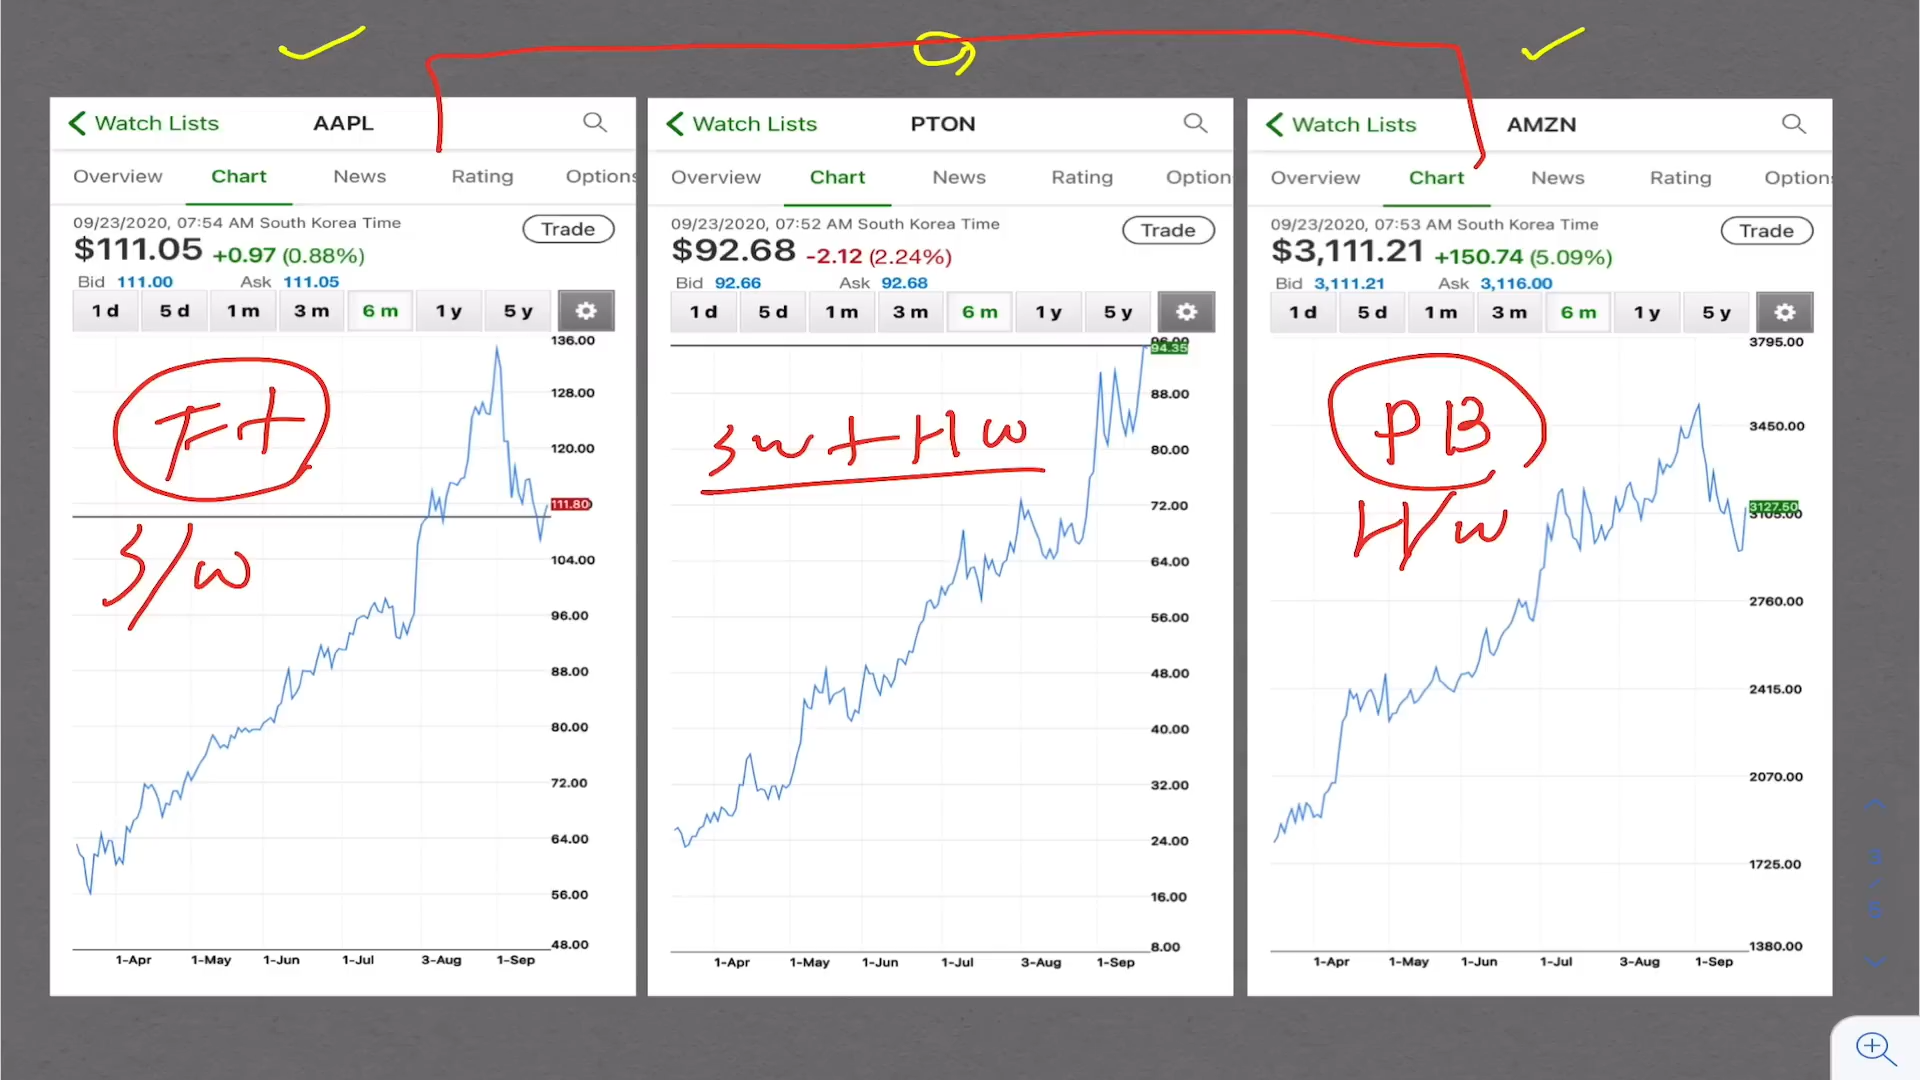 Watch Lists AAPL
Overview Chart News Rating Options
09/23/2020, 07:54 AM South Korea Time
$111.05 +0.97 (0.88%) Trade
Bid 111.00 Ask 111.05
1 d 5 d 1 m 3 m 6 m 1 y 5 y
136.00
128.00
120.00
111.80
104.00
96.00
88.00
80.00
72.00
64.00
56.00
48.00
1-Apr 1-May 1-Jun 1-Jul 3-Aug 1-Sep
F+
S/W
Watch Lists PTON
Overview Chart News Rating Option
09/23/2020, 07:52 AM South Korea Time
$92.68 -2.12 (2.24%) Trade
Bid 92.66 Ask 92.68
1 d 5 d 1 m 3 m 6 m 1 y 5 y
96.00
94.35
88.00
80.00
72.00
64.00
56.00
48.00
40.00
32.00
24.00
16.00
8.00
1-Apr 1-May 1-Jun 1-Jul 3-Aug 1-Sep
SW + HW
Watch Lists AMZN
Overview Chart News Rating Option
09/23/2020, 07:53 AM South Korea Time
$3,111.21 +150.74 (5.09%) Trade
Bid 3,111.21 Ask 3,116.00
1 d 5 d 1 m 3 m 6 m 1 y 5 y
3795.00
3450.00
3127.50
3105.00
2760.00
2415.00
2070.00
1725.00
1380.00
1-Apr 1-May 1-Jun 1-Jul 3-Aug 1-Sep
PB
H/W